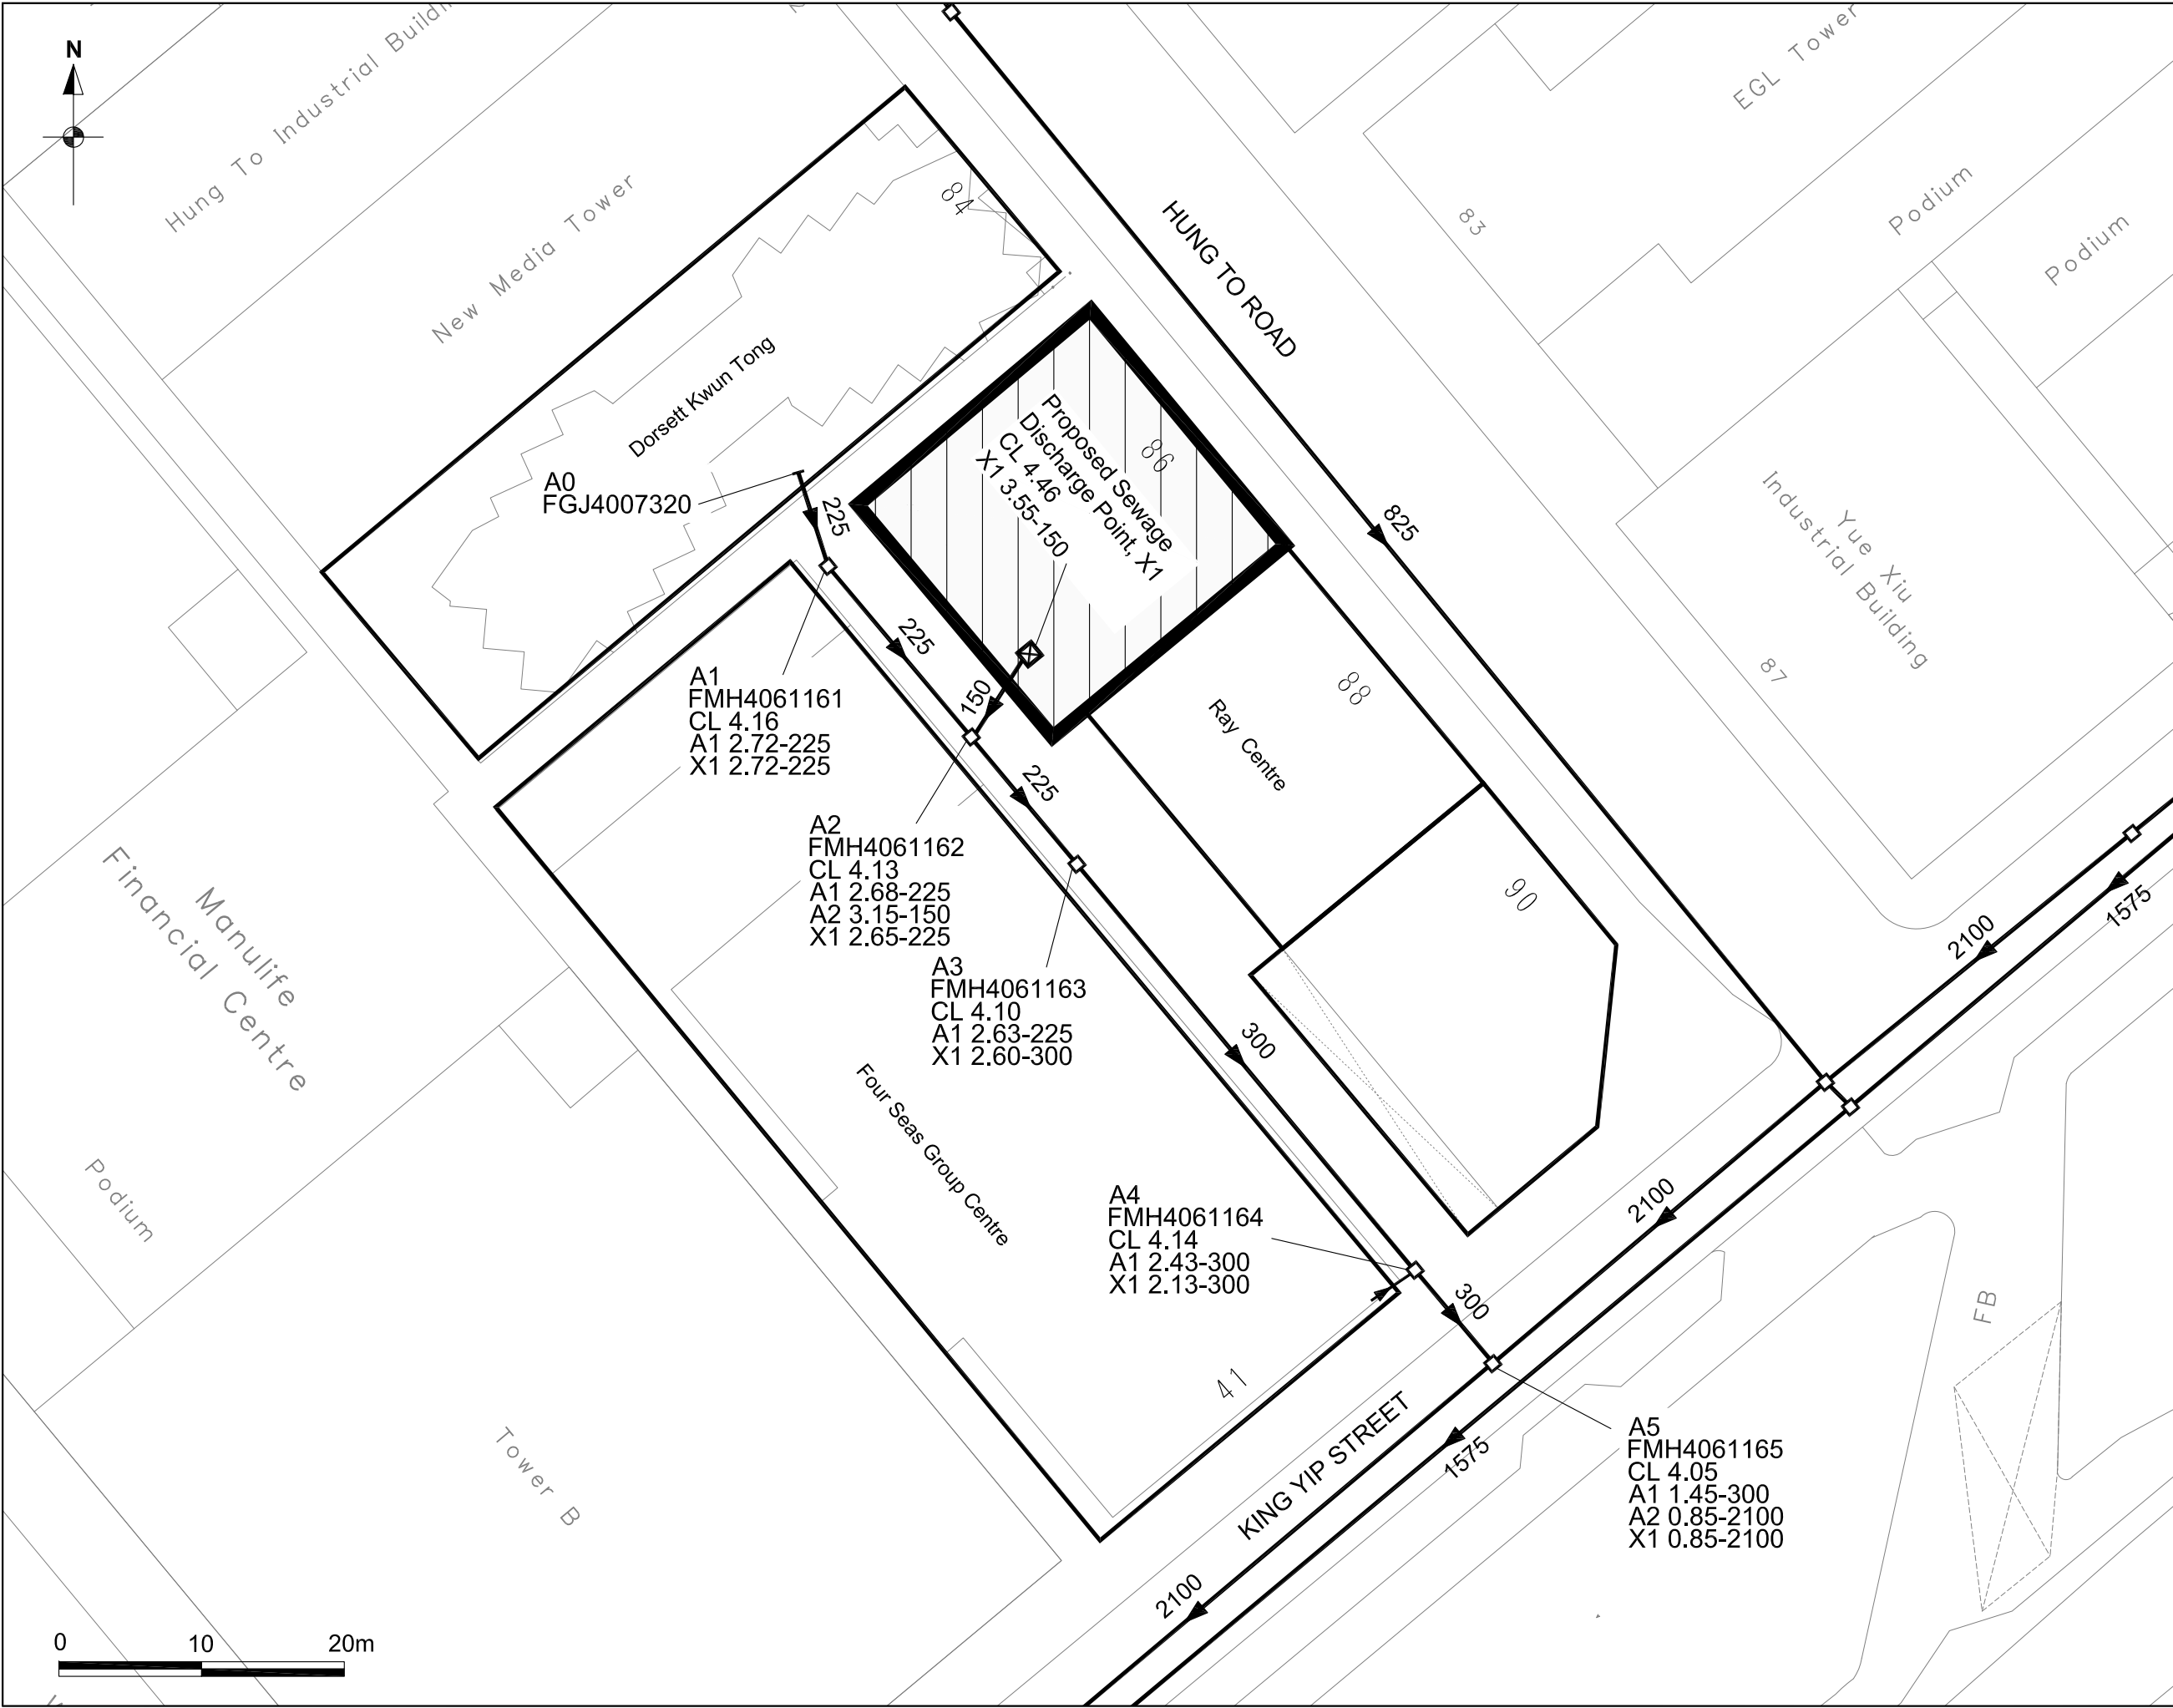 N
Hung To Industrial Buildin
New Media Tower
84
EGL Tower
Podium
Podium
83
HUNG TO ROAD
Dorsett Kwun Tong
A0
FGJ4007320
225
Proposed Sewage
Discharge Point, X1
CL 4.46
X1 3.55-150
86
825
Yue Xiu
Industrial Building
87
225
150
A1
FMH4061161
CL 4.16
A1 2.72-225
X1 2.72-225
88
Ray Centre
225
A2
FMH4061162
CL 4.13
A1 2.68-225
A2 3.15-150
X1 2.65-225
90
2100
1575
Manulife
Financial Centre
A3
FMH4061163
CL 4.10
A1 2.63-225
X1 2.60-300
300
Four Seas Group Centre
Podium
A4
FMH4061164
CL 4.14
A1 2.43-300
X1 2.13-300
2100
300
FB
41
KING YIP STREET
1575
A5
FMH4061165
CL 4.05
A1 1.45-300
A2 0.85-2100
X1 0.85-2100
Tower B
2100
0 10 20m